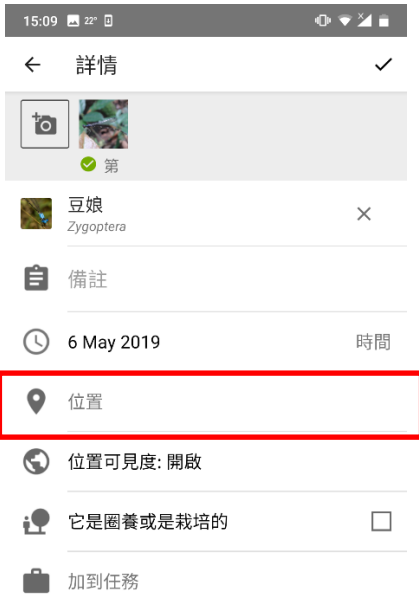 15:09 22°
詳情
第
豆娘
Zygoptera
備註
6 May 2019 時間
位置
位置可見度: 開啟
它是圈養或是栽培的
加到任務